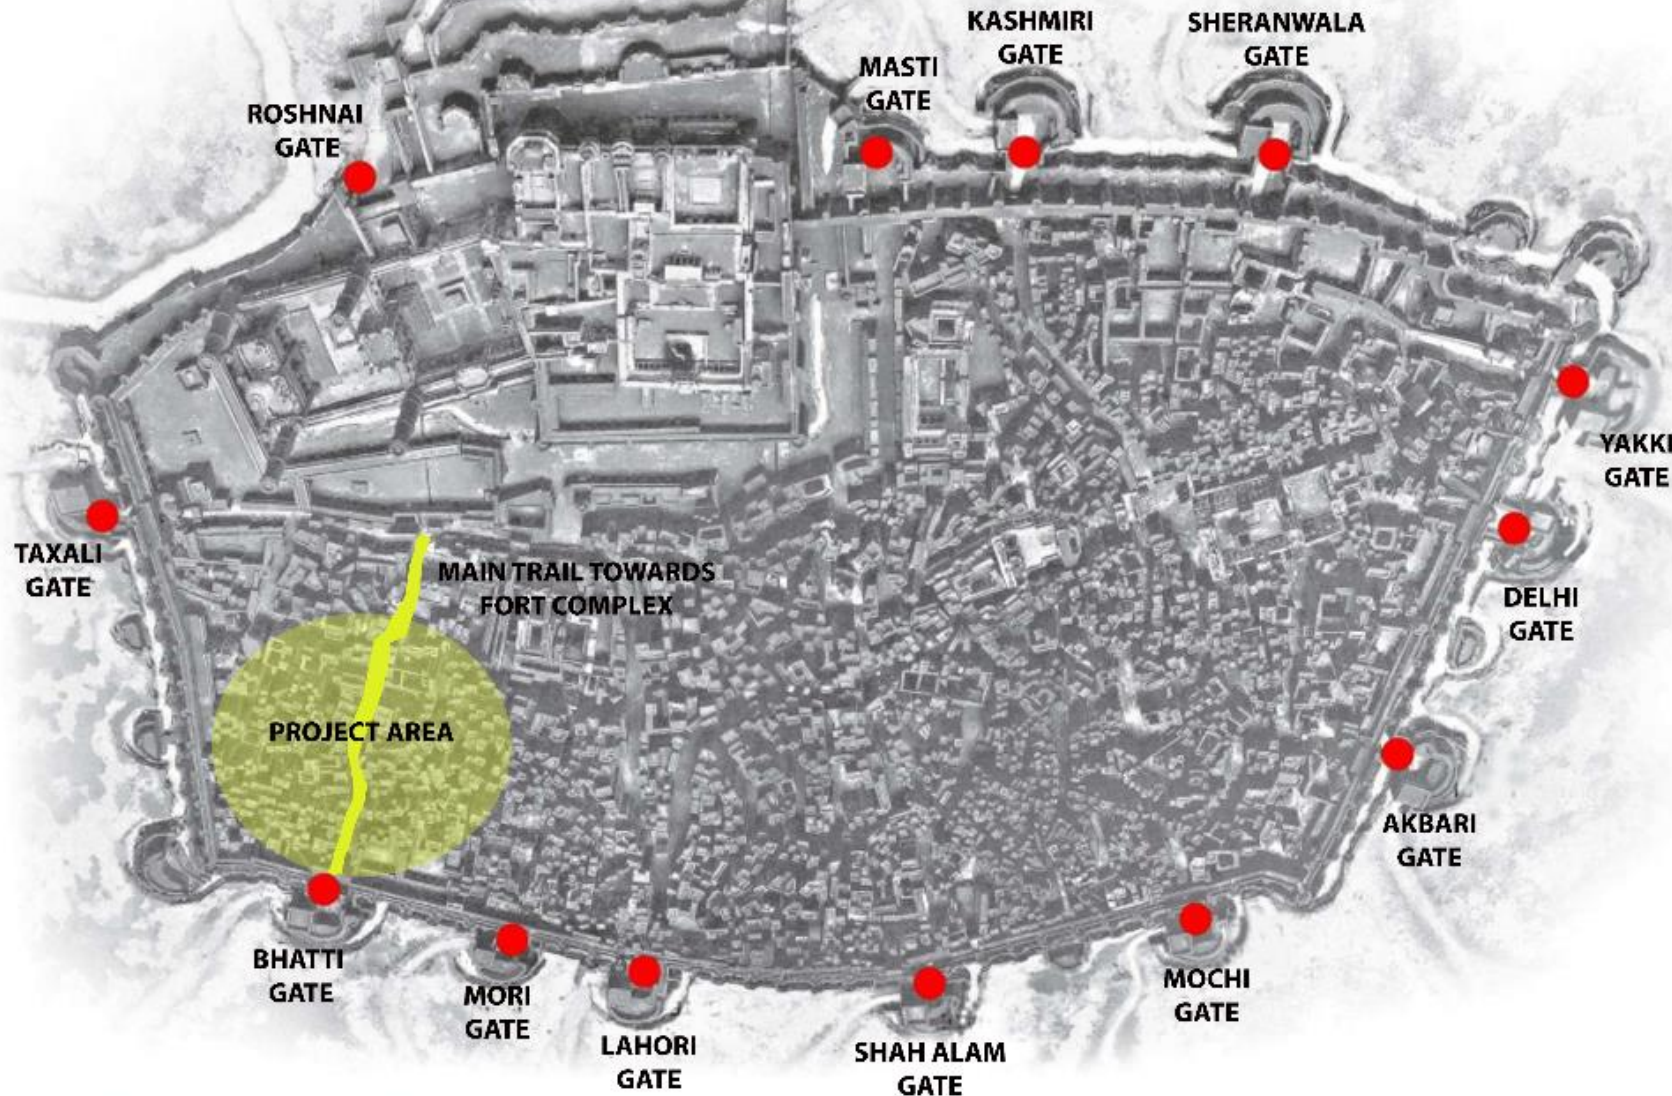 KASHMIRI
GATE
SHERANWALA
GATE
MASTI
GATE
ROSHNAI
GATE
YAKKI
GATE
TAXALI
GATE
MAIN TRAIL TOWARDS
FORT COMPLEX
DELHI
GATE
PROJECT AREA
AKBARI
GATE
BHATTI
GATE
MORI
GATE
MOCHI
GATE
LAHORI
GATE
SHAH ALAM
GATE